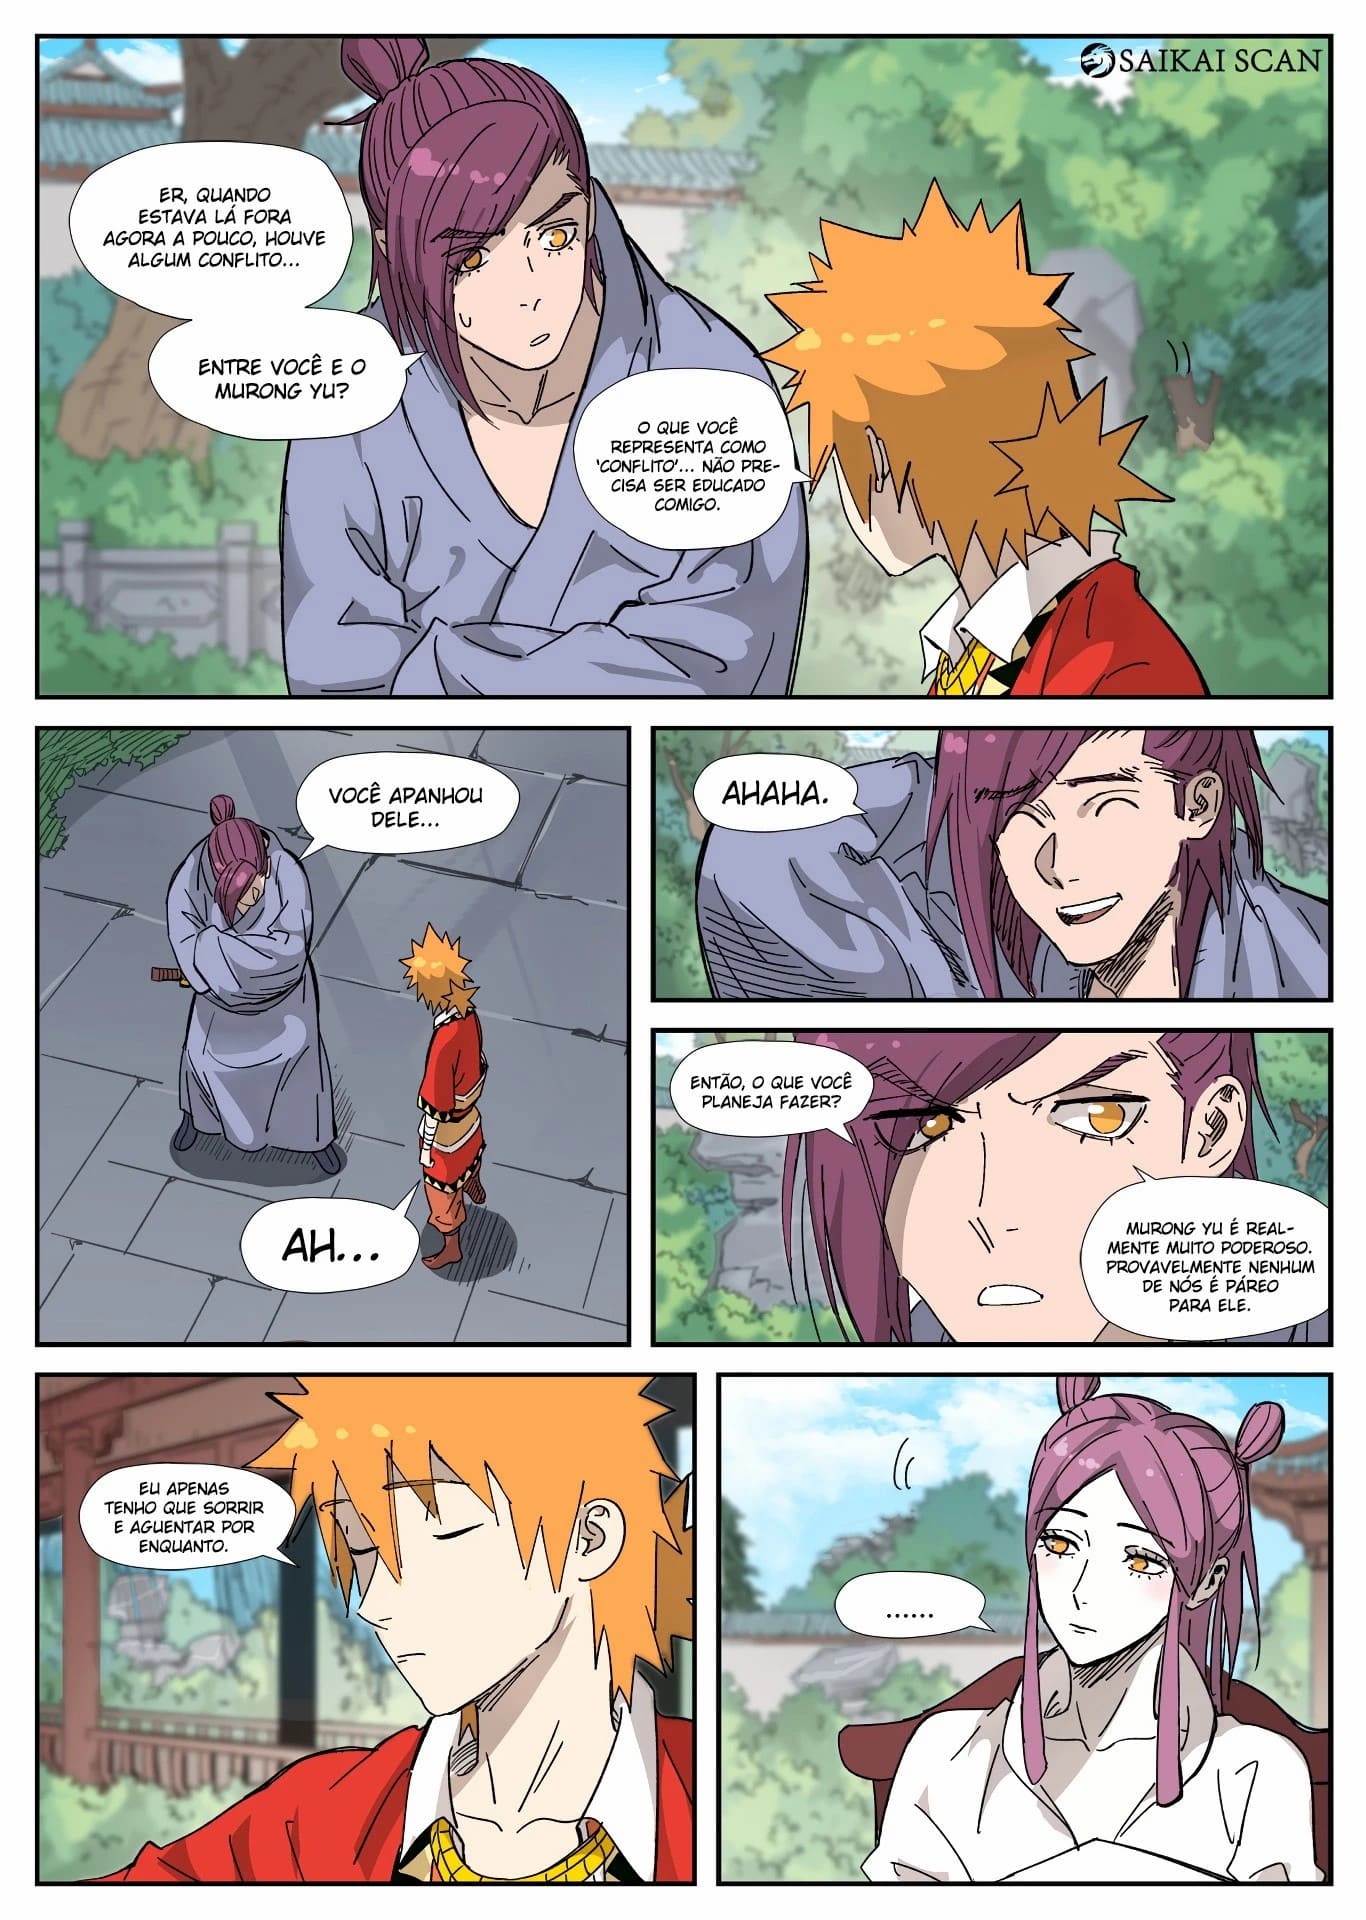 SAIKAI SCAN
ER, QUANDO
ESTAVA LÁ FORA
AGORA A POUCO, HOUVE
ALGUM CONFLITO...
ENTRE VOCÊ E O
MURONG YU?
O QUE VOCÊ
REPRESENTA COMO
'CONFLITO'... NÃO PRE-
CISA SER EDUCADO
COMIGO.
VOCÊ APANHOU
DELE...
AH...
AHAHA.
ENTÃO, O QUE VOCÊ
PLANEJA FAZER?
MURONG YU É REAL-
MENTE MUITO PODEROSO.
PROVAVELMENTE NENHUM
DE NÓS É PÁREO
PARA ELE.
EU APENAS
TENHO QUE SORRIR
E AGUENTAR POR
ENQUANTO.
......